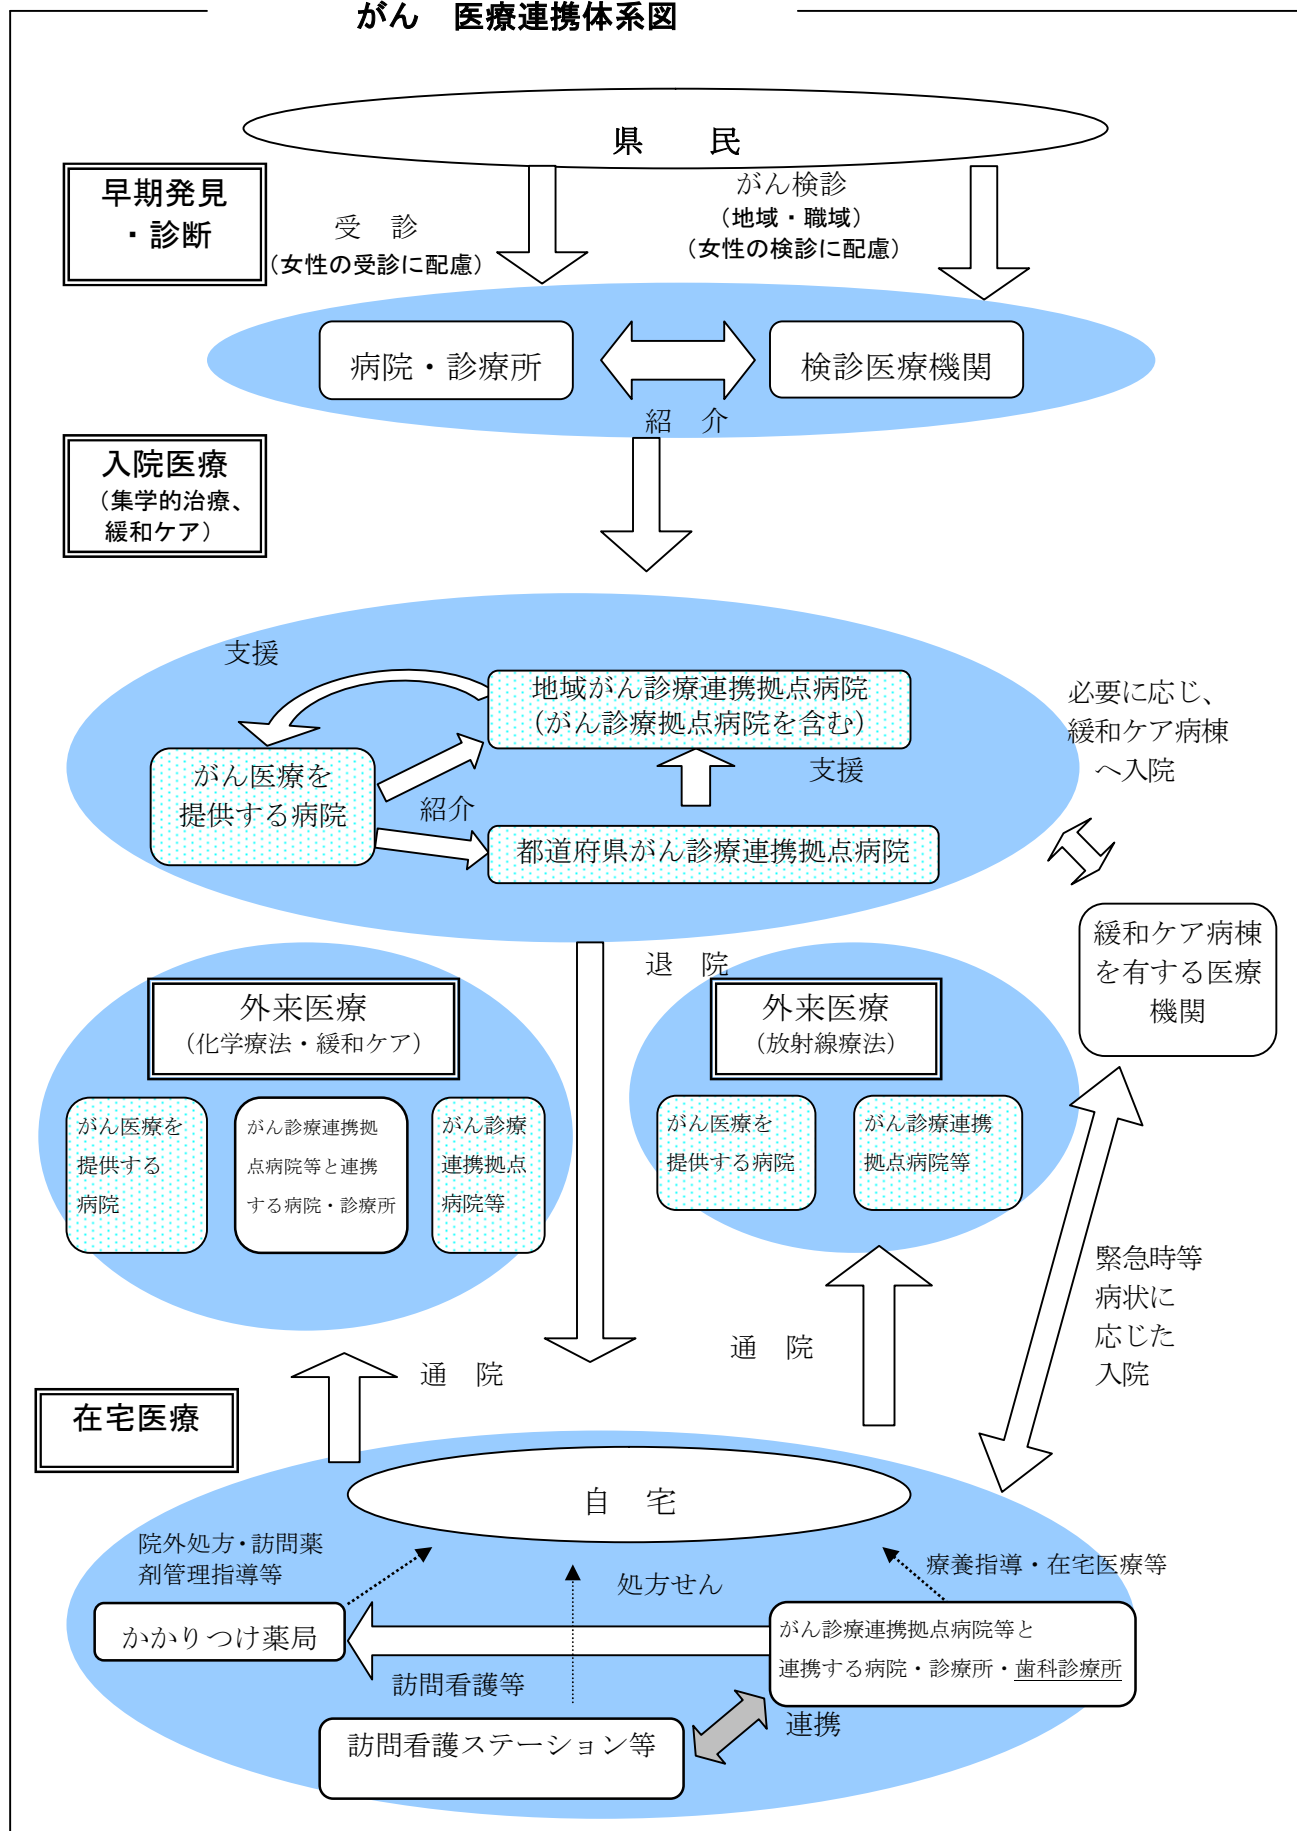 がん　医療連携体系図
県　民
早期発見
・診断
受　診
（女性の受診に配慮）
がん検診
（地域・職域）
（女性の検診に配慮）
病院・診療所
検診医療機関
紹　介
入院医療
（集学的治療、
緩和ケア）
支援
地域がん診療連携拠点病院
（がん診療拠点病院を含む）
がん医療を
提供する病院
支援
紹介
都道府県がん診療連携拠点病院
必要に応じ、
緩和ケア病棟
へ入院
緩和ケア病棟
を有する医療
機関
退　院
外来医療
（化学療法・緩和ケア）
がん医療を
提供する
病院
がん診療連携拠
点病院等と連携
する病院・診療所
がん診療
連携拠点
病院等
外来医療
（放射線療法）
がん医療を
提供する病院
がん診療連携
拠点病院等
緊急時等
病状に
応じた
入院
通　院
通　院
在宅医療
自　宅
院外処方・訪問薬
剤管理指導等
処方せん
療養指導・在宅医療等
かかりつけ薬局
がん診療連携拠点病院等と
連携する病院・診療所・歯科診療所
訪問看護等
連携
訪問看護ステーション等